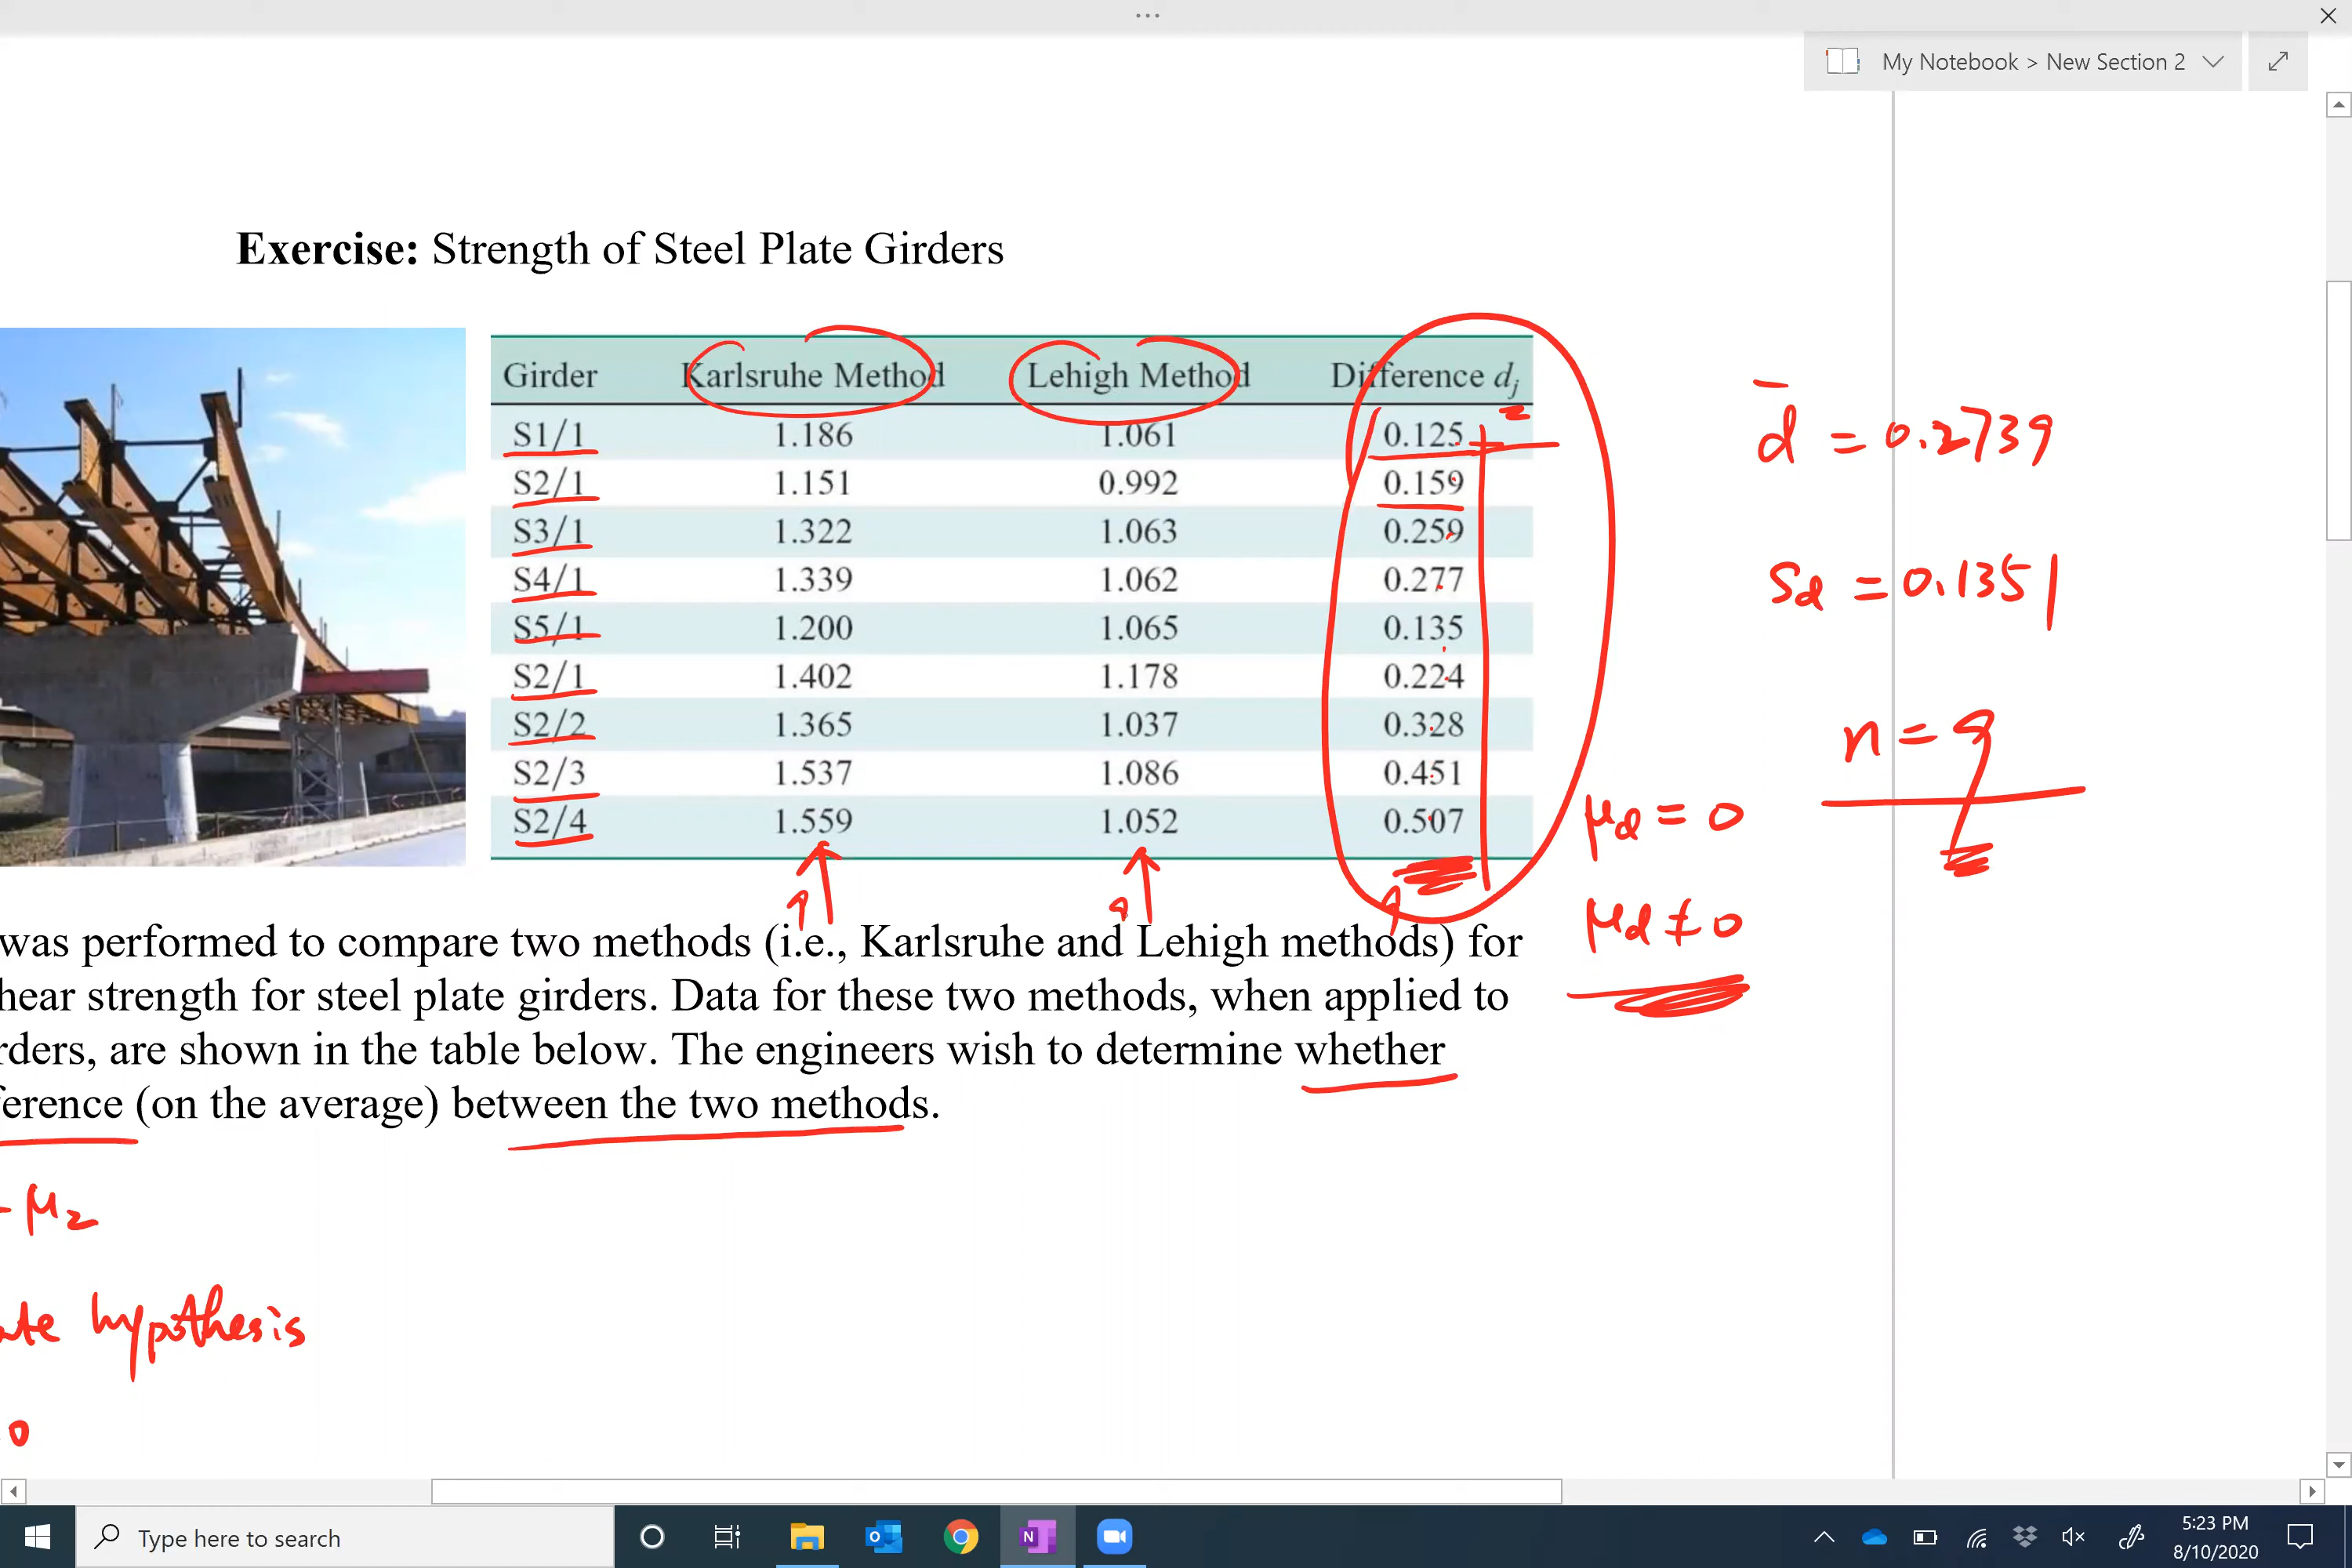 My Notebook > New Section 2
Exercise: Strength of Steel Plate Girders
Girder Karlsruhe Method Lehigh Method Difference dj
S1/1 1.186 1.061 0.125
S2/1 1.151 0.992 0.159
S3/1 1.322 1.063 0.259
S4/1 1.339 1.062 0.277
S5/1 1.200 1.065 0.135
S2/1 1.402 1.178 0.224
S2/2 1.365 1.037 0.328
S2/3 1.537 1.086 0.451
S2/4 1.559 1.052 0.507
d̄ = 0.2739
Sd = 0.1351
n = 9
μd = 0
μd ≠ 0
was performed to compare two methods (i.e., Karlsruhe and Lehigh methods) for
hear strength for steel plate girders. Data for these two methods, when applied to
rders, are shown in the table below. The engineers wish to determine whether
ference (on the average) between the two methods.
- μ2
ate hypothesis
0
Type here to search
5:23 PM
8/10/2020